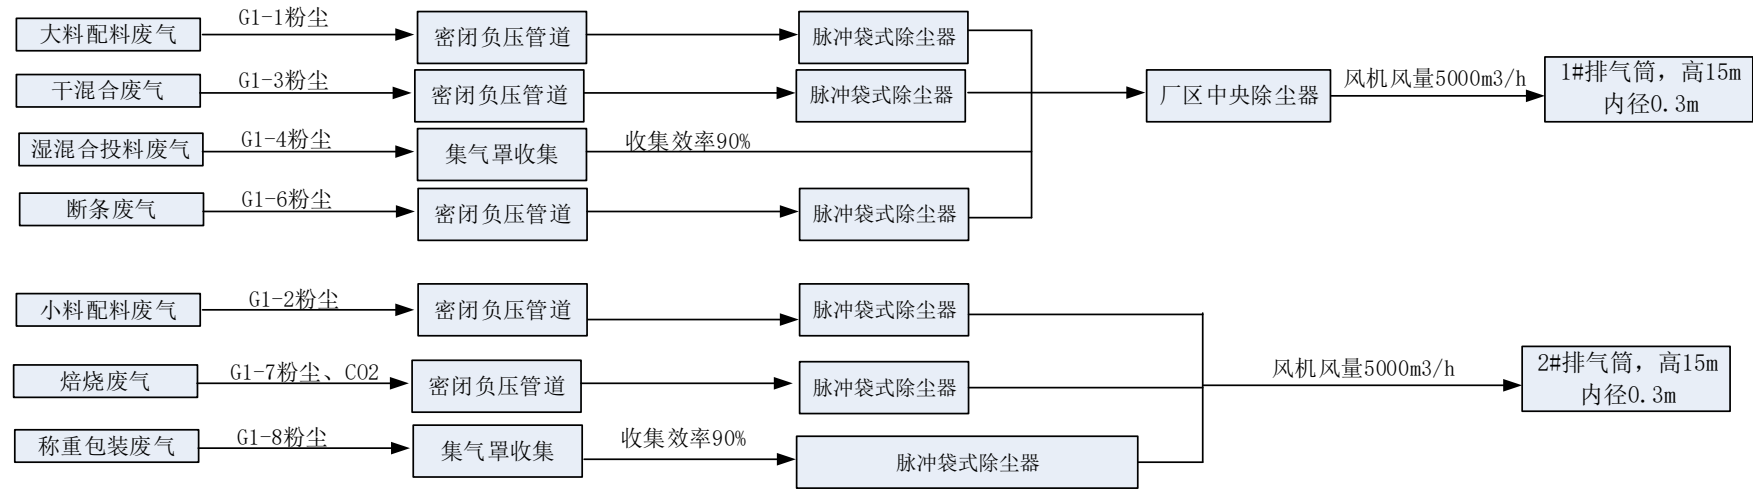 大料配料废气
G1-1粉尘
密闭负压管道
脉冲袋式除尘器
干混合废气
G1-3粉尘
密闭负压管道
脉冲袋式除尘器
厂区中央除尘器
风机风量5000m3/h
1#排气筒，高15m
内径0.3m
湿混合投料废气
G1-4粉尘
集气罩收集
收集效率90%
断条废气
G1-6粉尘
密闭负压管道
脉冲袋式除尘器
小料配料废气
G1-2粉尘
密闭负压管道
脉冲袋式除尘器
焙烧废气
G1-7粉尘、CO2
密闭负压管道
脉冲袋式除尘器
风机风量5000m3/h
2#排气筒，高15m
内径0.3m
称重包装废气
G1-8粉尘
集气罩收集
收集效率90%
脉冲袋式除尘器